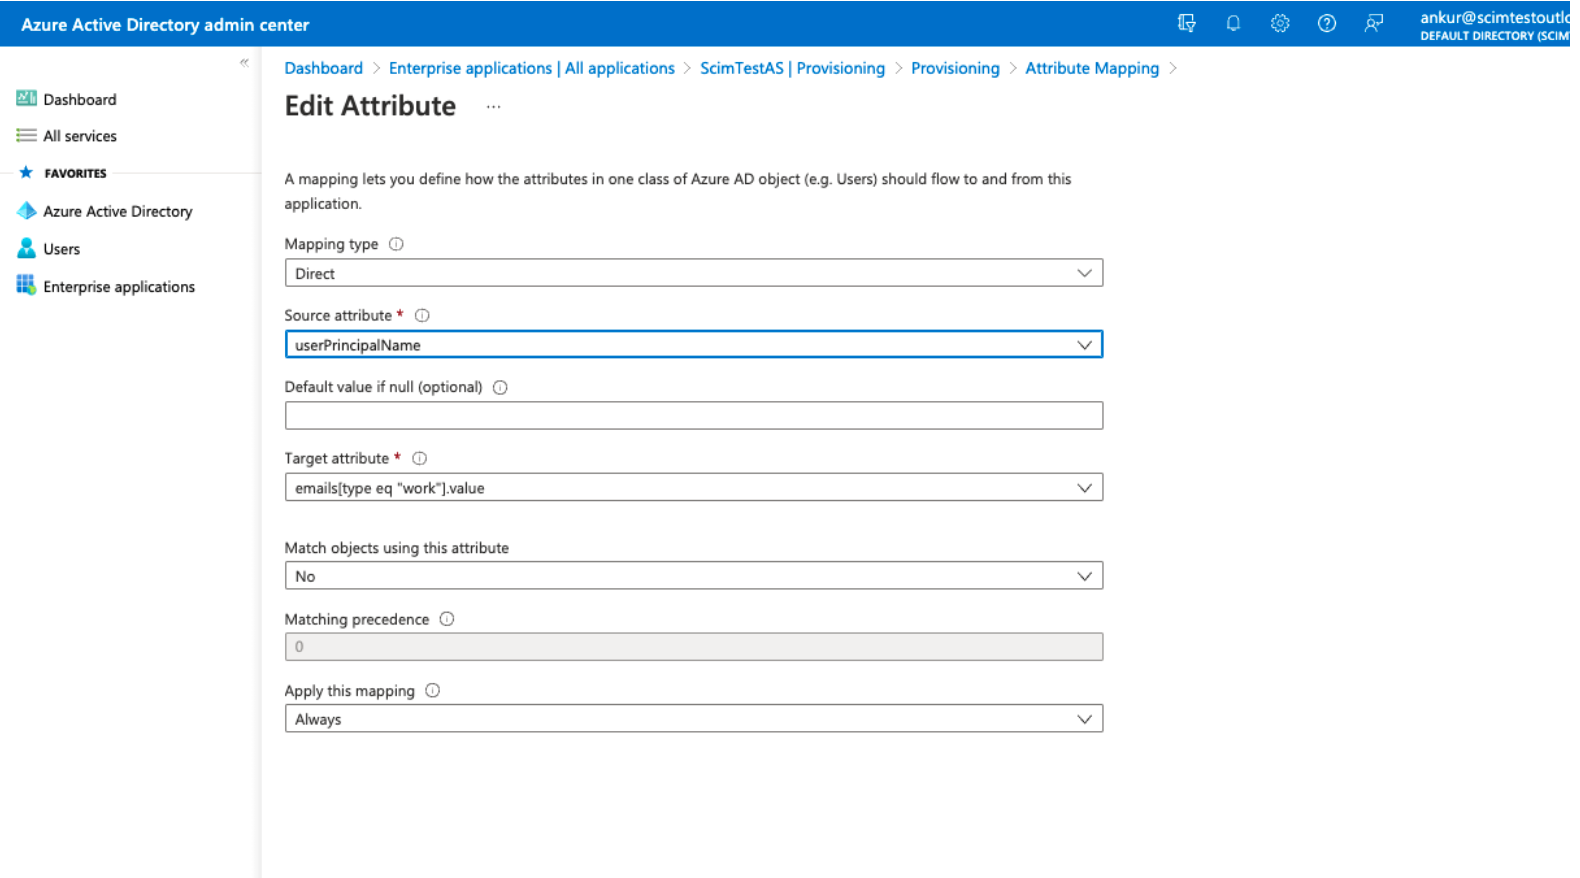 Azure Active Directory admin center
ankur@scimtestoutlo
DEFAULT DIRECTORY (SCIM
Dashboard > Enterprise applications | All applications > ScimTestAS | Provisioning > Provisioning > Attribute Mapping >
Edit Attribute ...
Dashboard
All services
FAVORITES
Azure Active Directory
Users
Enterprise applications
A mapping lets you define how the attributes in one class of Azure AD object (e.g. Users) should flow to and from this
application.
Mapping type
Direct
Source attribute *
userPrincipalName
Default value if null (optional)
Target attribute *
emails[type eq "work"].value
Match objects using this attribute
No
Matching precedence
0
Apply this mapping
Always